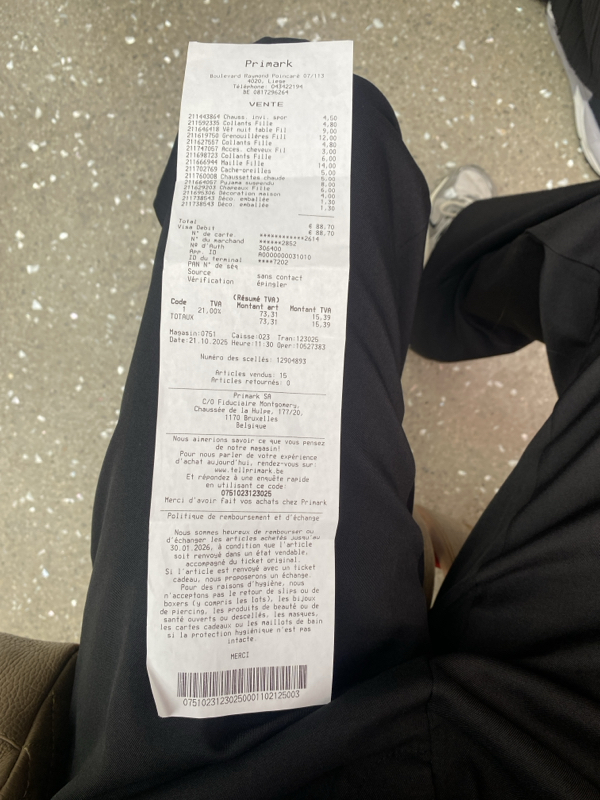 Primark
Boulevard Raymond Poincaré 07/113
4020, Liege
Téléphone: 043422194
BE 0817296264
VENTE
211443864 Chauss. invi. spor 4,50
211592335 Collants Fille 4,80
211646418 Vêt nuit fable Fil 9,00
211619750 Grenouillères Fill 12,00
211627557 Collants Fille 4,80
211747057 Acces. cheveux Fil 3,00
211698723 Collants Fille 6,00
211666944 Maille Fille 14,00
211702769 Cache-oreilles 5,00
211760008 Chaussettes chaude 5,00
211664057 Pyjama suspendu 8,00
211629203 Chapeaux Fille 6,00
211695306 Décoration maison 4,00
211738543 Déco. emballée 1,30
211738543 Déco. emballée 1,30
Total € 88,70
Visa Debit € 88,70
N° de carte ************2614
N° du marchand ******2852
N° d'Auth 306400
App. ID A0000000031010
ID du terminal ****7202
PAN N° de séq
Source sans contact
Vérification épingler
(Résumé TVA)
Code TVA Montant art Montant TVA
1 21,00% 73,31 15,39
TOTAUX 73,31 15,39
Magasin:0751 Caisse:023 Tran:123025
Date:21.10.2025 Heure:11:30 Oper:10527383
Numéro des scellés: 12904893
Articles vendus: 15
Articles retournés: 0
Primark SA
C/O Fiduciaire Montgomery,
Chaussée de la Hulpe, 177/20,
1170 Bruxelles
Belgique
Nous aimerions savoir ce que vous pensez
de notre magasin!
Pour nous parler de votre expérience
d'achat aujourd'hui, rendez-vous sur:
www.tellprimark.be
Et répondez à une enquête rapide
en utilisant ce code:
0751023123025
Merci d'avoir fait vos achats chez Primark
Politique de remboursement et d'échange
Nous sommes heureux de rembourser ou
d'échanger les articles achetés jusqu'au
30.01.2026, à condition que l'article
soit renvoyé dans un état vendable,
accompagné du ticket original.
Si l'article est renvoyé avec un ticket
cadeau, nous proposerons un échange.
Pour des raisons d'hygiène, nous
n'acceptons pas le retour de slips ou de
boxers (y compris les lots), les bijoux
de piercing, les produits de beauté ou de
santé ouverts ou descellés, les masques,
les cartes cadeaux ou les maillots de bain
si la protection hygiénique n'est pas
intacte.
MERCI
07510231230250001102125003